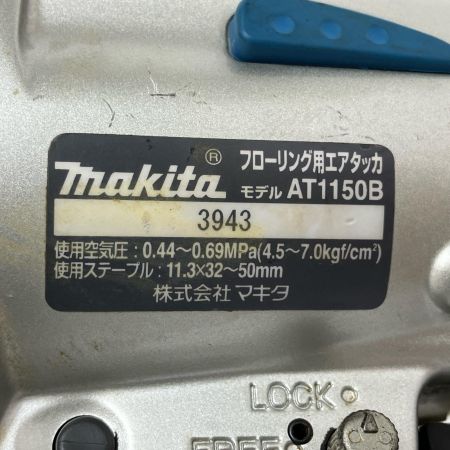 makita® フローリング用エアタッカ
モデル AT1150B
3943
使用空気圧：0.44～0.69MPa(4.5～7.0kgf/cm²)
使用ステープル：11.3×32～50mm
株式会社 マキタ
LOCK
FREE